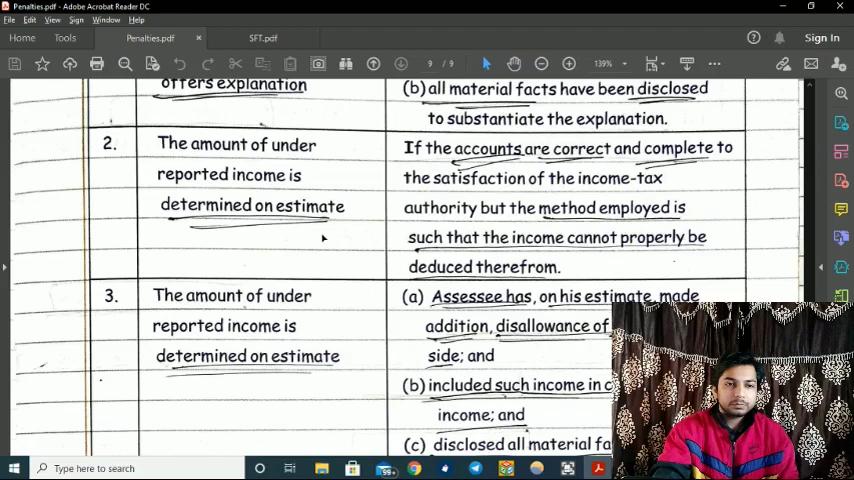 Penalties.pdf - Adobe Acrobat Reader DC
File Edit View Sign Window Help
Home Tools Penalties.pdf × SFT.pdf Sign In
9 / 9 139%
offers explanation
(b) all material facts have been disclosed
to substantiate the explanation.
2. The amount of under
reported income is
determined on estimate
If the accounts are correct and complete to
the satisfaction of the income-tax
authority but the method employed is
such that the income cannot properly be
deduced therefrom.
3. The amount of under
reported income is
determined on estimate
(a) Assessee has, on his estimate, made
addition, disallowance of
side; and
(b) included such income in
income; and
(c) disclosed all material
Type here to search
99+